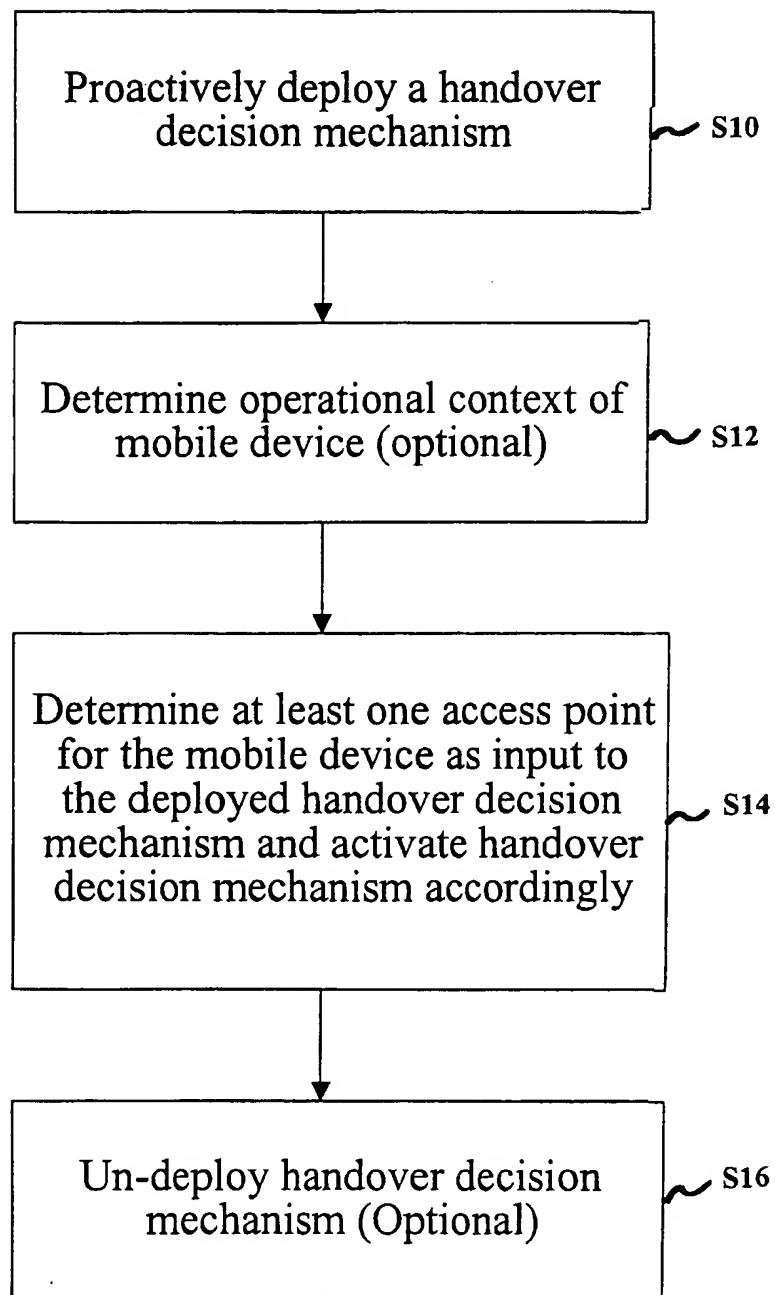 Proactively deploy a handover
decision mechanism
S10
Determine operational context of
mobile device (optional)
S12
Determine at least one access point
for the mobile device as input to
the deployed handover decision
mechanism and activate handover
decision mechanism accordingly
S14
Un-deploy handover decision
mechanism (Optional)
S16